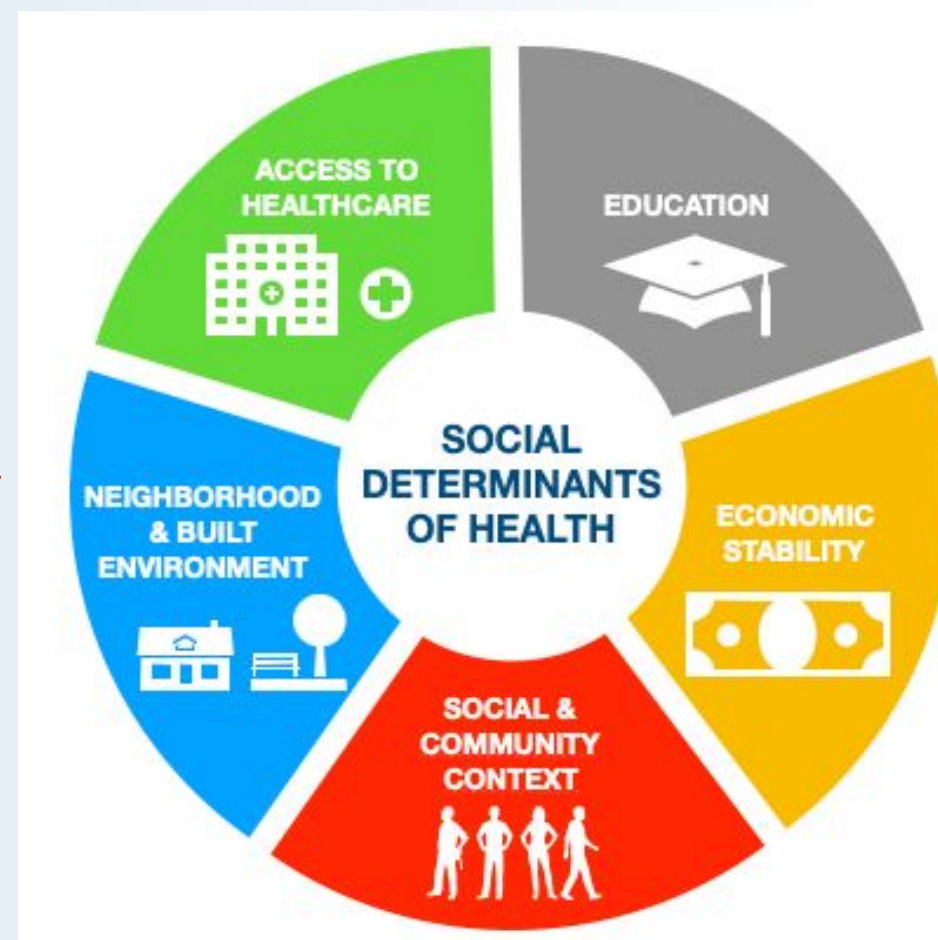 ACCESS TO
HEALTHCARE
EDUCATION
SOCIAL
DETERMINANTS
OF HEALTH
NEIGHBORHOOD
& BUILT
ENVIRONMENT
ECONOMIC
STABILITY
SOCIAL &
COMMUNITY
CONTEXT